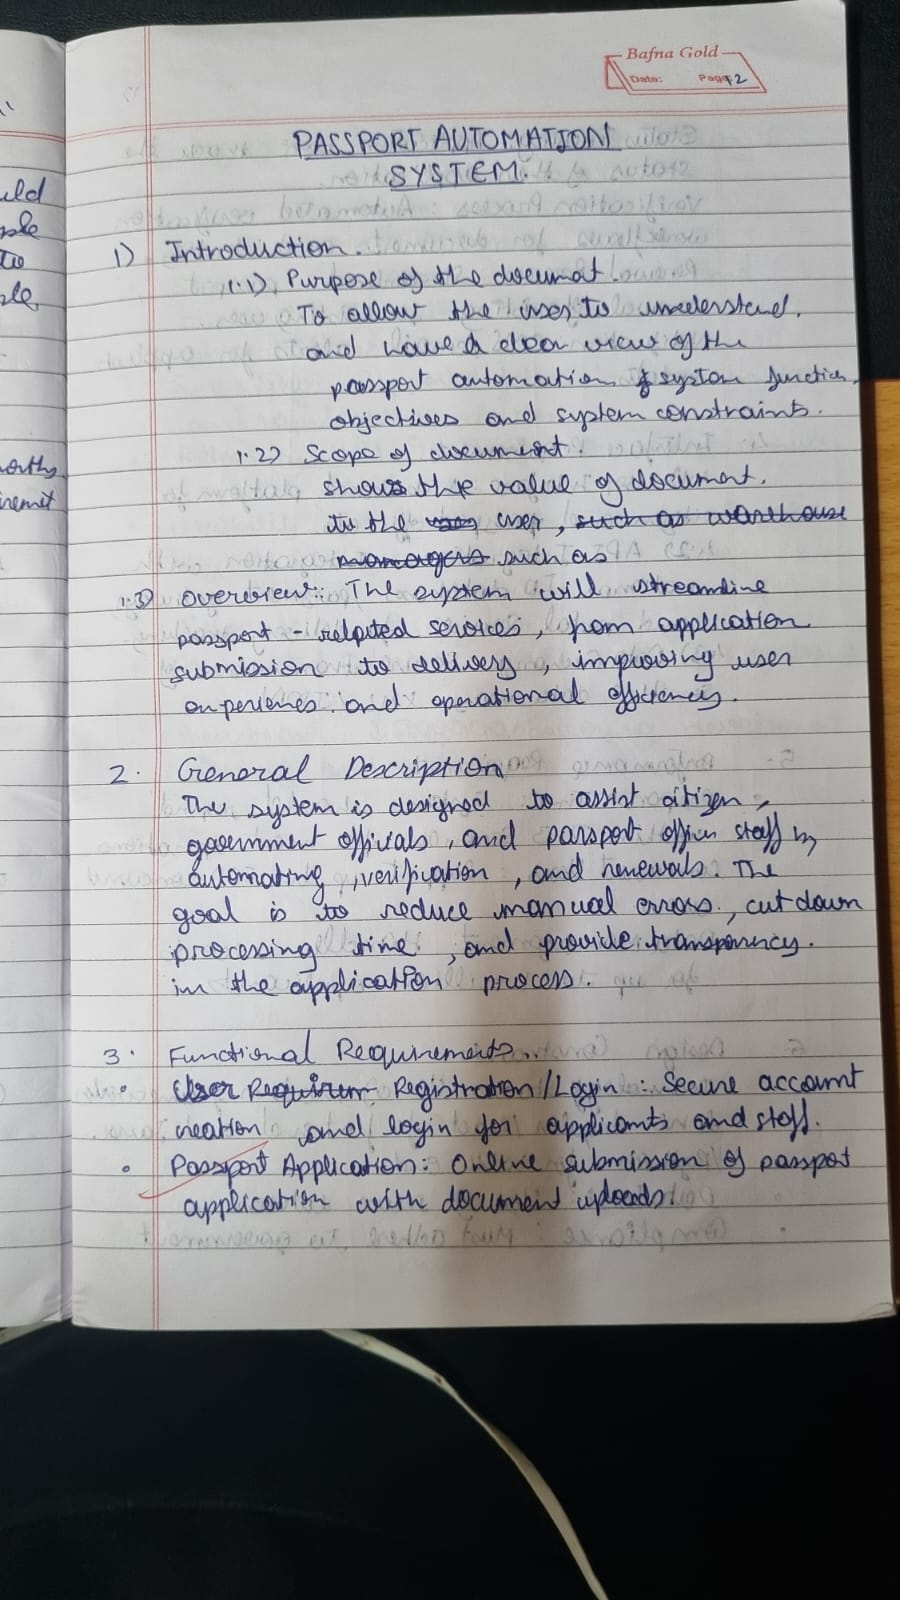 Bafna Gold
Date: Page 42
PASSPORT AUTOMATION
SYSTEM.
1) Introduction.
1.1) Purpose of the documat.
To allow the user to understand.
and have a clear view of the
passport automation, system function,
objectives and system constraints.
1.2) Scope of document.
shows the value of document.
to the user, such as warehouse
managers such as
1.3) Overview: The system will streamline
passport - relpited services, from application
submission to delivery, improving user
and operational efficiency.
2. General Description
The system is designed to assist citizen,
government officials, and passport office staff in
automating, verification, and renewals. The
goal is to reduce manual errors, cut down
processing time, and provide transparency.
in the application process.
3. Functional Requirements..
• User Requirem Registration/Login : Secure account
creation and login for applicants and staff.
• Passport Application: Online submission of passpot
application with document uploads.